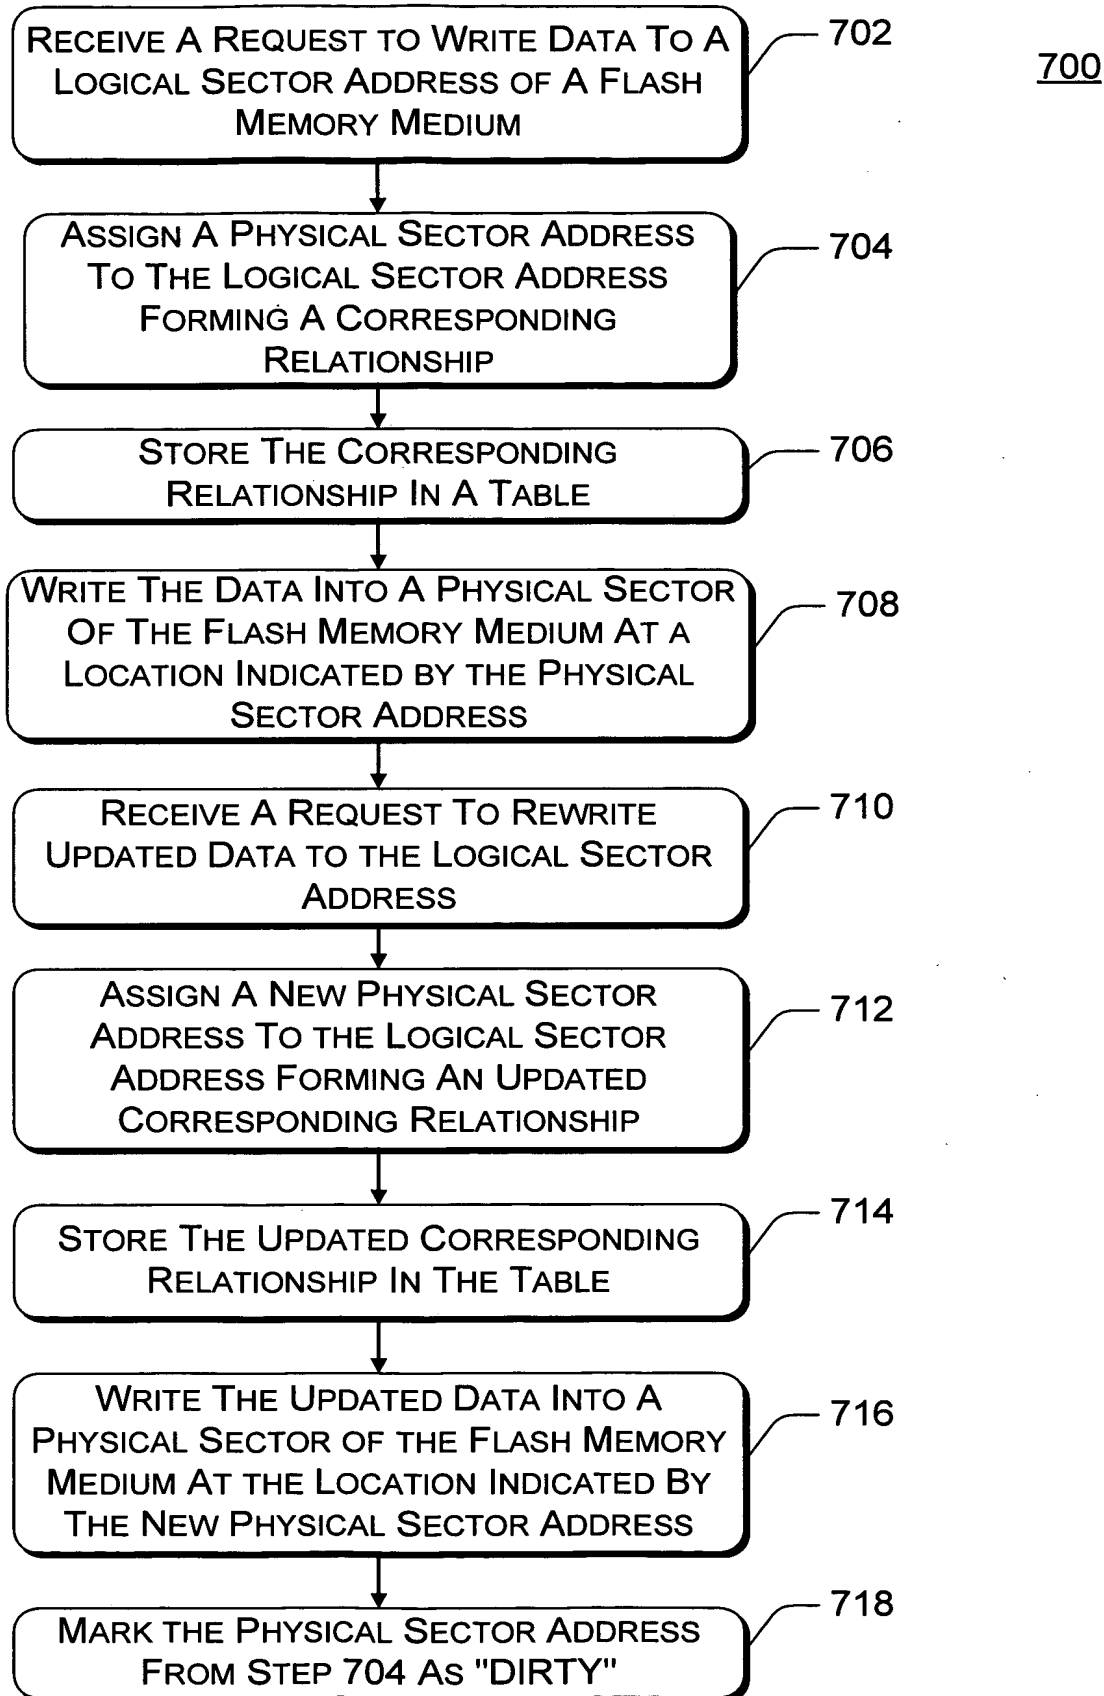 RECEIVE A REQUEST TO WRITE DATA TO A
LOGICAL SECTOR ADDRESS OF A FLASH
MEMORY MEDIUM
702
700
ASSIGN A PHYSICAL SECTOR ADDRESS
TO THE LOGICAL SECTOR ADDRESS
FORMING A CORRESPONDING
RELATIONSHIP
704
STORE THE CORRESPONDING
RELATIONSHIP IN A TABLE
706
WRITE THE DATA INTO A PHYSICAL SECTOR
OF THE FLASH MEMORY MEDIUM AT A
LOCATION INDICATED BY THE PHYSICAL
SECTOR ADDRESS
708
RECEIVE A REQUEST TO REWRITE
UPDATED DATA TO THE LOGICAL SECTOR
ADDRESS
710
ASSIGN A NEW PHYSICAL SECTOR
ADDRESS TO THE LOGICAL SECTOR
ADDRESS FORMING AN UPDATED
CORRESPONDING RELATIONSHIP
712
STORE THE UPDATED CORRESPONDING
RELATIONSHIP IN THE TABLE
714
WRITE THE UPDATED DATA INTO A
PHYSICAL SECTOR OF THE FLASH MEMORY
MEDIUM AT THE LOCATION INDICATED BY
THE NEW PHYSICAL SECTOR ADDRESS
716
MARK THE PHYSICAL SECTOR ADDRESS
FROM STEP 704 AS "DIRTY"
718